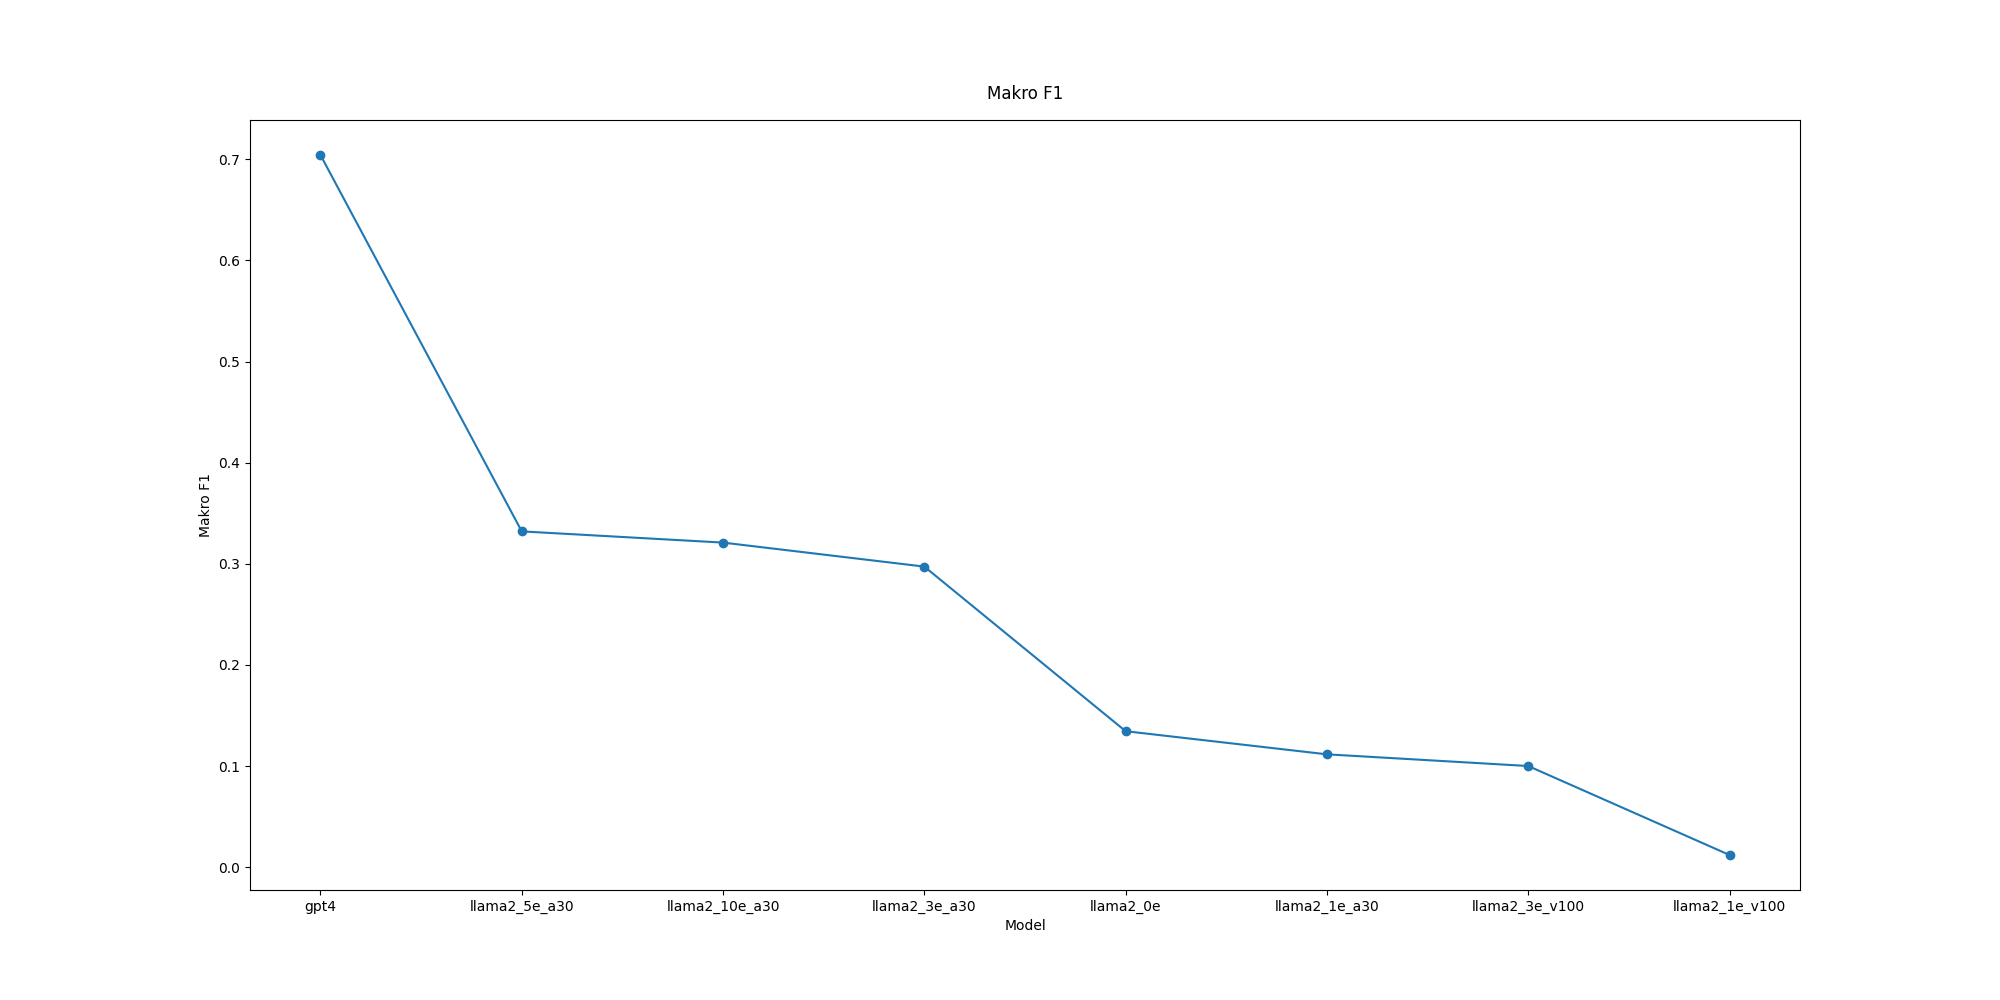 Makro F1
Makro F1
0.7
0.6
0.5
0.4
0.3
0.2
0.1
0.0
gpt4 llama2_5e_a30 llama2_10e_a30 llama2_3e_a30 llama2_0e llama2_1e_a30 llama2_3e_v100 llama2_1e_v100
Model